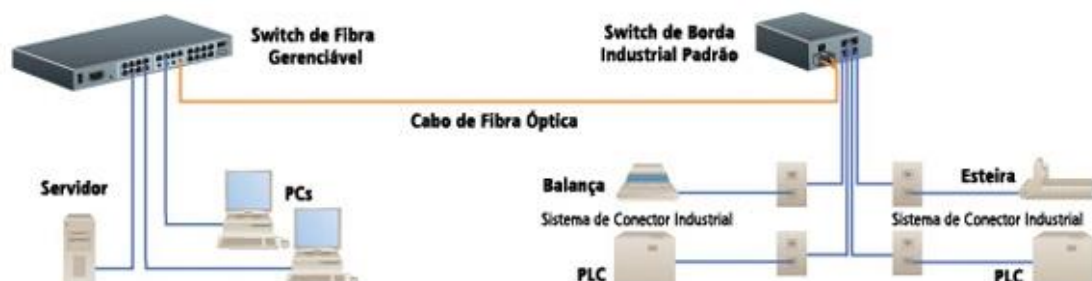 Switch de Fibra
Gerenciável
Switch de Borda
Industrial Padrão
Cabo de Fibra Óptica
Servidor
PCs
Balança
Esteira
Sistema de Conector Industrial
Sistema de Conector Industrial
PLC
PLC